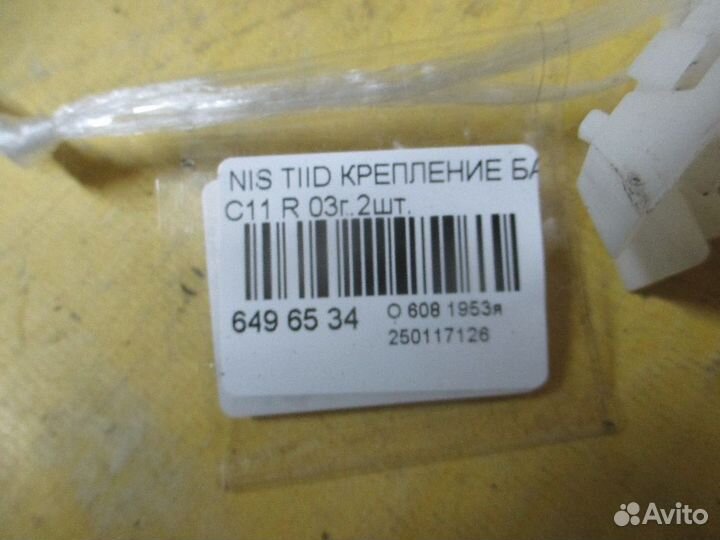 NIS TIID КРЕПЛЕНИЕ БА
C11 R 03г. 2шт.
649 65 34
O 608 1953я
250117126
Avito